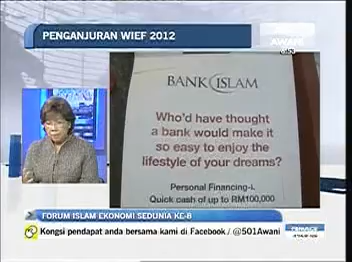 PENGANJURAN WIEF 2012
BANK ISLAM
Who'd have thought
a bank would make it
so easy to enjoy the
lifestyle of your dreams?
Personal Financing-i.
Quick cash of up to RM100,000
FORUM ISLAM EKONOMI SEDUNIA KE-8
Kongsi pendapat anda bersama kami di Facebook / @501Awani